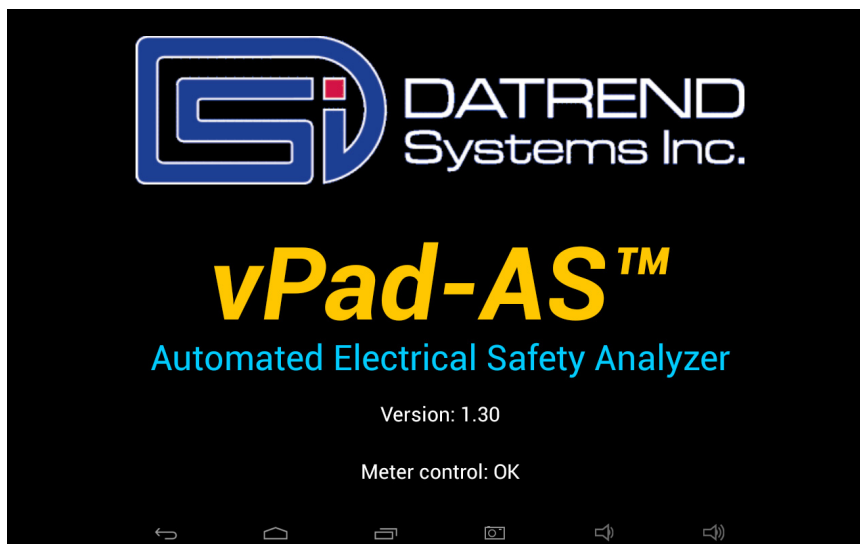 DATREND
Systems Inc.
vPad-AS™
Automated Electrical Safety Analyzer
Version: 1.30
Meter control: OK